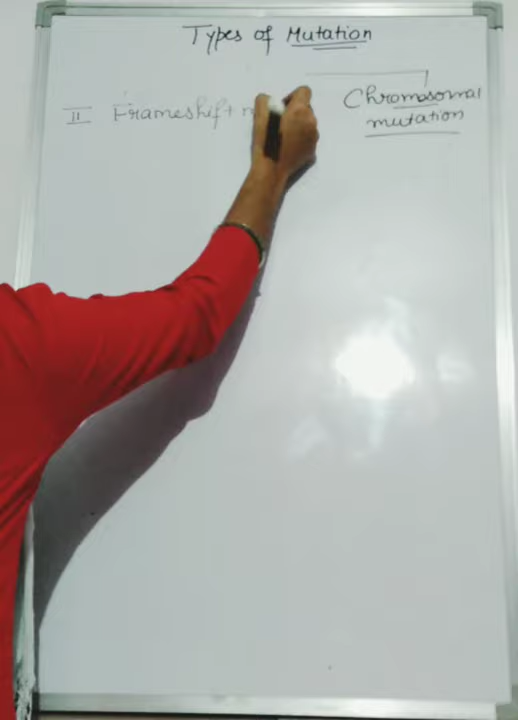 Types of Mutation
Chromosomal
mutation
II Frameshift